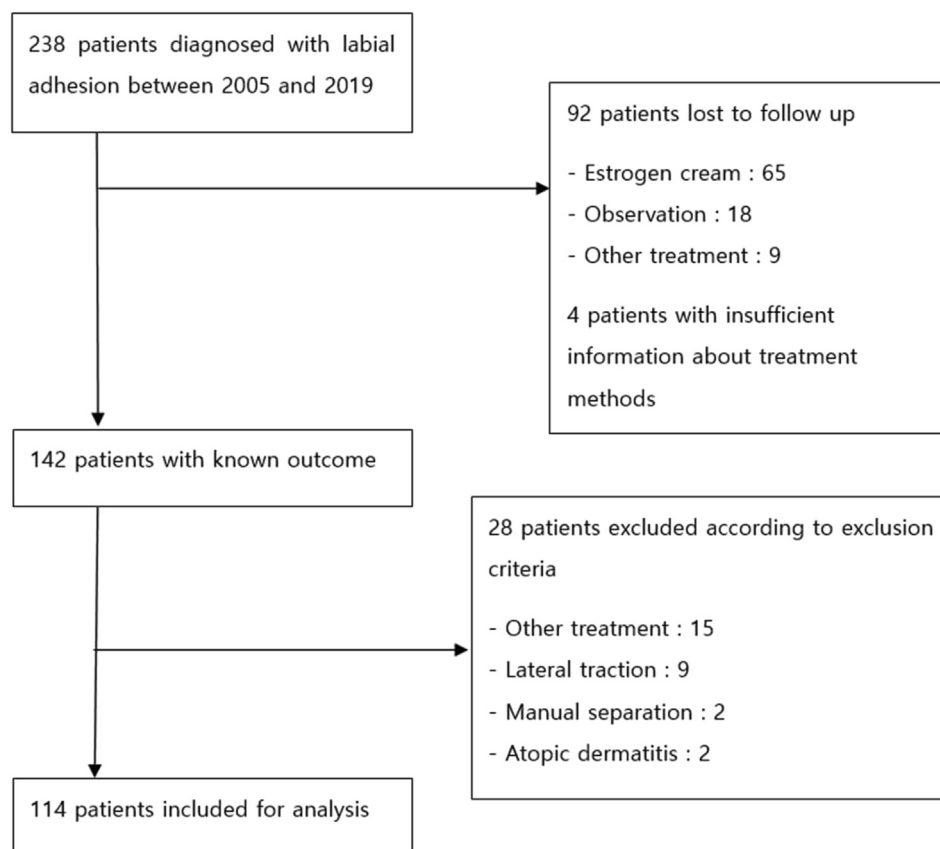 238 patients diagnosed with labial
adhesion between 2005 and 2019
92 patients lost to follow up
- Estrogen cream : 65
- Observation : 18
- Other treatment : 9
4 patients with insufficient
information about treatment
methods
142 patients with known outcome
28 patients excluded according to exclusion
criteria
- Other treatment : 15
- Lateral traction : 9
- Manual separation : 2
- Atopic dermatitis : 2
114 patients included for analysis